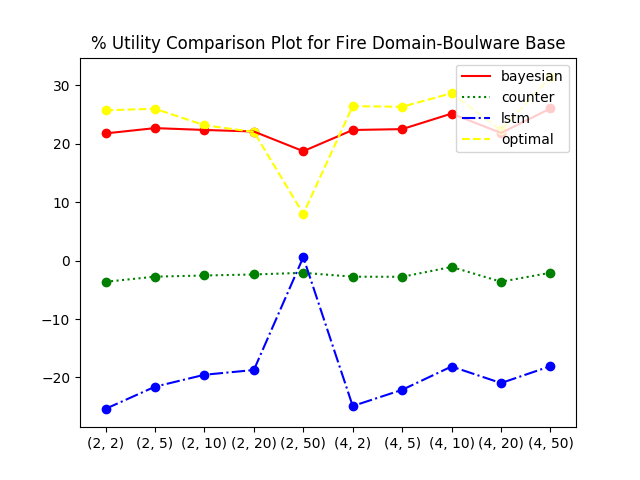 % Utility Comparison Plot for Fire Domain-Boulware Base
bayesian
counter
lstm
optimal
30
20
10
0
−10
−20
(2, 2) (2, 5) (2, 10) (2, 20) (2, 50) (4, 2) (4, 5) (4, 10) (4, 20) (4, 50)